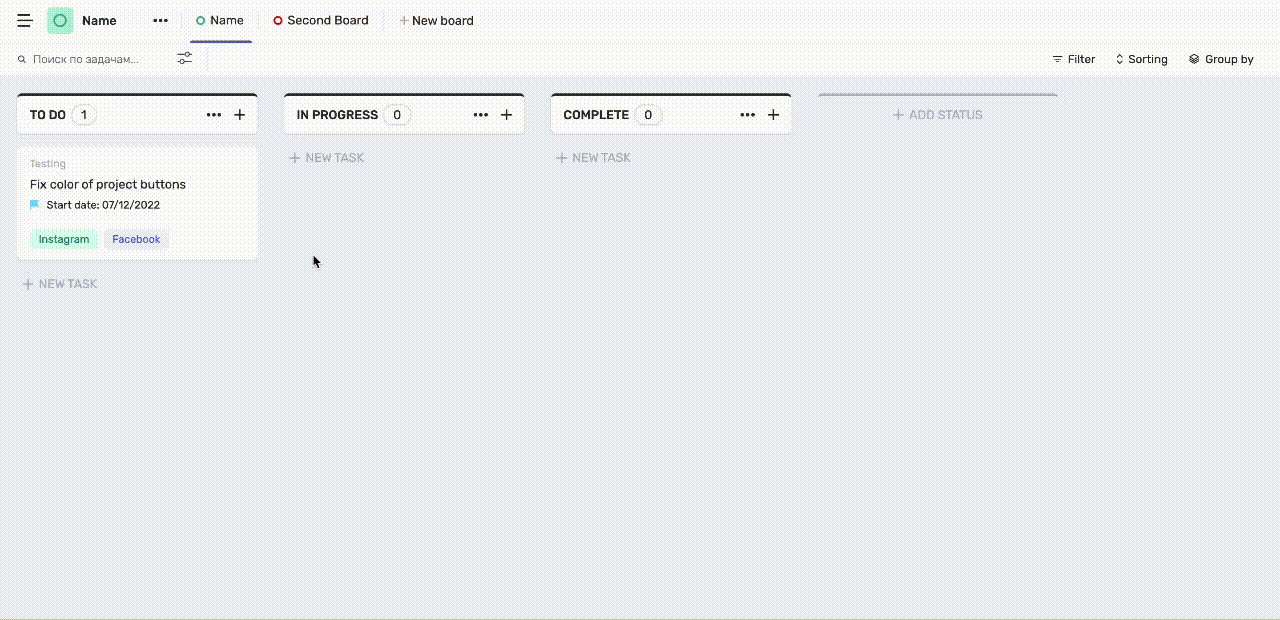 Name ••• Name Second Board + New board
Поиск по задачам... Filter Sorting Group by
TO DO 1 ••• + IN PROGRESS 0 ••• + COMPLETE 0 ••• + + ADD STATUS
Testing
Fix color of project buttons
Start date: 07/12/2022
Instagram Facebook
+ NEW TASK
+ NEW TASK
+ NEW TASK